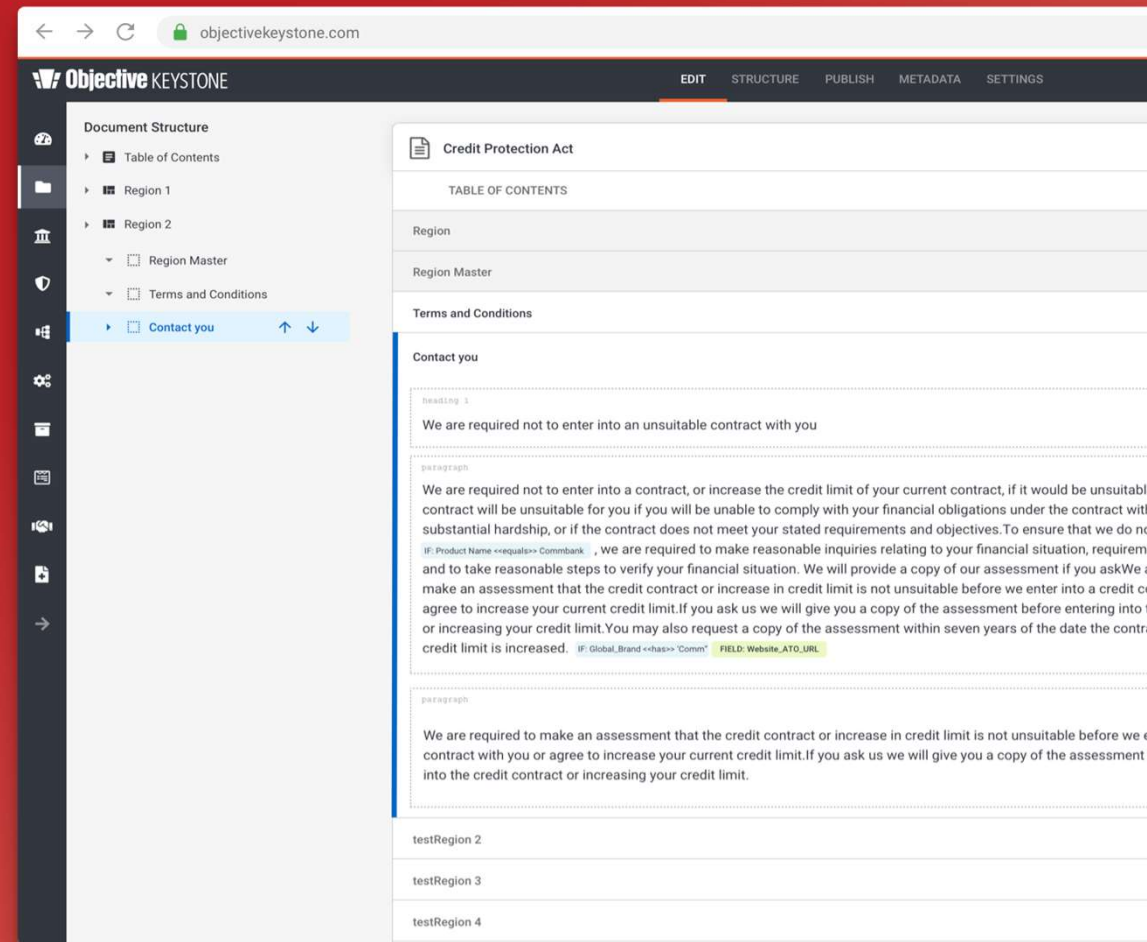 objectivekeystone.com
Objective KEYSTONE
EDIT STRUCTURE PUBLISH METADATA SETTINGS
Document Structure
Table of Contents
Region 1
Region 2
Region Master
Terms and Conditions
Contact you
Credit Protection Act
TABLE OF CONTENTS
Region
Region Master
Terms and Conditions
Contact you
heading 1
We are required not to enter into an unsuitable contract with you
paragraph
We are required not to enter into a contract, or increase the credit limit of your current contract, if it would be unsuitabl
contract will be unsuitable for you if you will be unable to comply with your financial obligations under the contract wit
substantial hardship, or if the contract does not meet your stated requirements and objectives.To ensure that we do no
IF: Product Name <<equals>> Commbank , we are required to make reasonable inquiries relating to your financial situation, requirem
and to take reasonable steps to verify your financial situation. We will provide a copy of our assessment if you askWe a
make an assessment that the credit contract or increase in credit limit is not unsuitable before we enter into a credit c
agree to increase your current credit limit.If you ask us we will give you a copy of the assessment before entering into
or increasing your credit limit.You may also request a copy of the assessment within seven years of the date the contr
credit limit is increased. IF: Global_Brand <<has>> 'Comm" FIELD: Website_ATO_URL
paragraph
We are required to make an assessment that the credit contract or increase in credit limit is not unsuitable before we e
contract with you or agree to increase your current credit limit.If you ask us we will give you a copy of the assessment
into the credit contract or increasing your credit limit.
testRegion 2
testRegion 3
testRegion 4